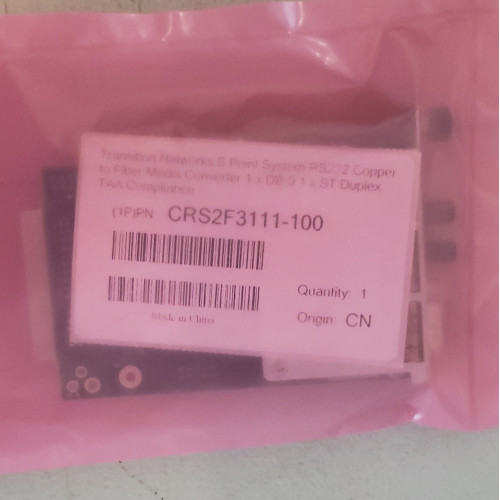 Transition Networks S Point System RS232 Copper
to Fiber Media Converter 1 x DB-9 1 x ST Duplex
TAA Compliance
(1P)PN CRS2F3111-100
Quantity: 1
Made in China
Origin: CN